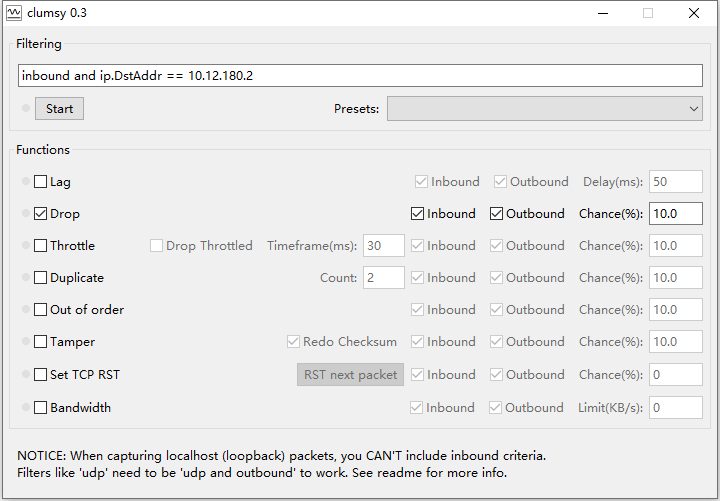 clumsy 0.3
Filtering
inbound and ip.DstAddr == 10.12.180.2
Start Presets:
Functions
Lag Inbound Outbound Delay(ms): 50
Drop Inbound Outbound Chance(%): 10.0
Throttle Drop Throttled Timeframe(ms): 30 Inbound Outbound Chance(%): 10.0
Duplicate Count: 2 Inbound Outbound Chance(%): 10.0
Out of order Inbound Outbound Chance(%): 10.0
Tamper Redo Checksum Inbound Outbound Chance(%): 10.0
Set TCP RST RST next packet Inbound Outbound Chance(%): 0
Bandwidth Inbound Outbound Limit(KB/s): 0
NOTICE: When capturing localhost (loopback) packets, you CAN'T include inbound criteria.
Filters like 'udp' need to be 'udp and outbound' to work. See readme for more info.